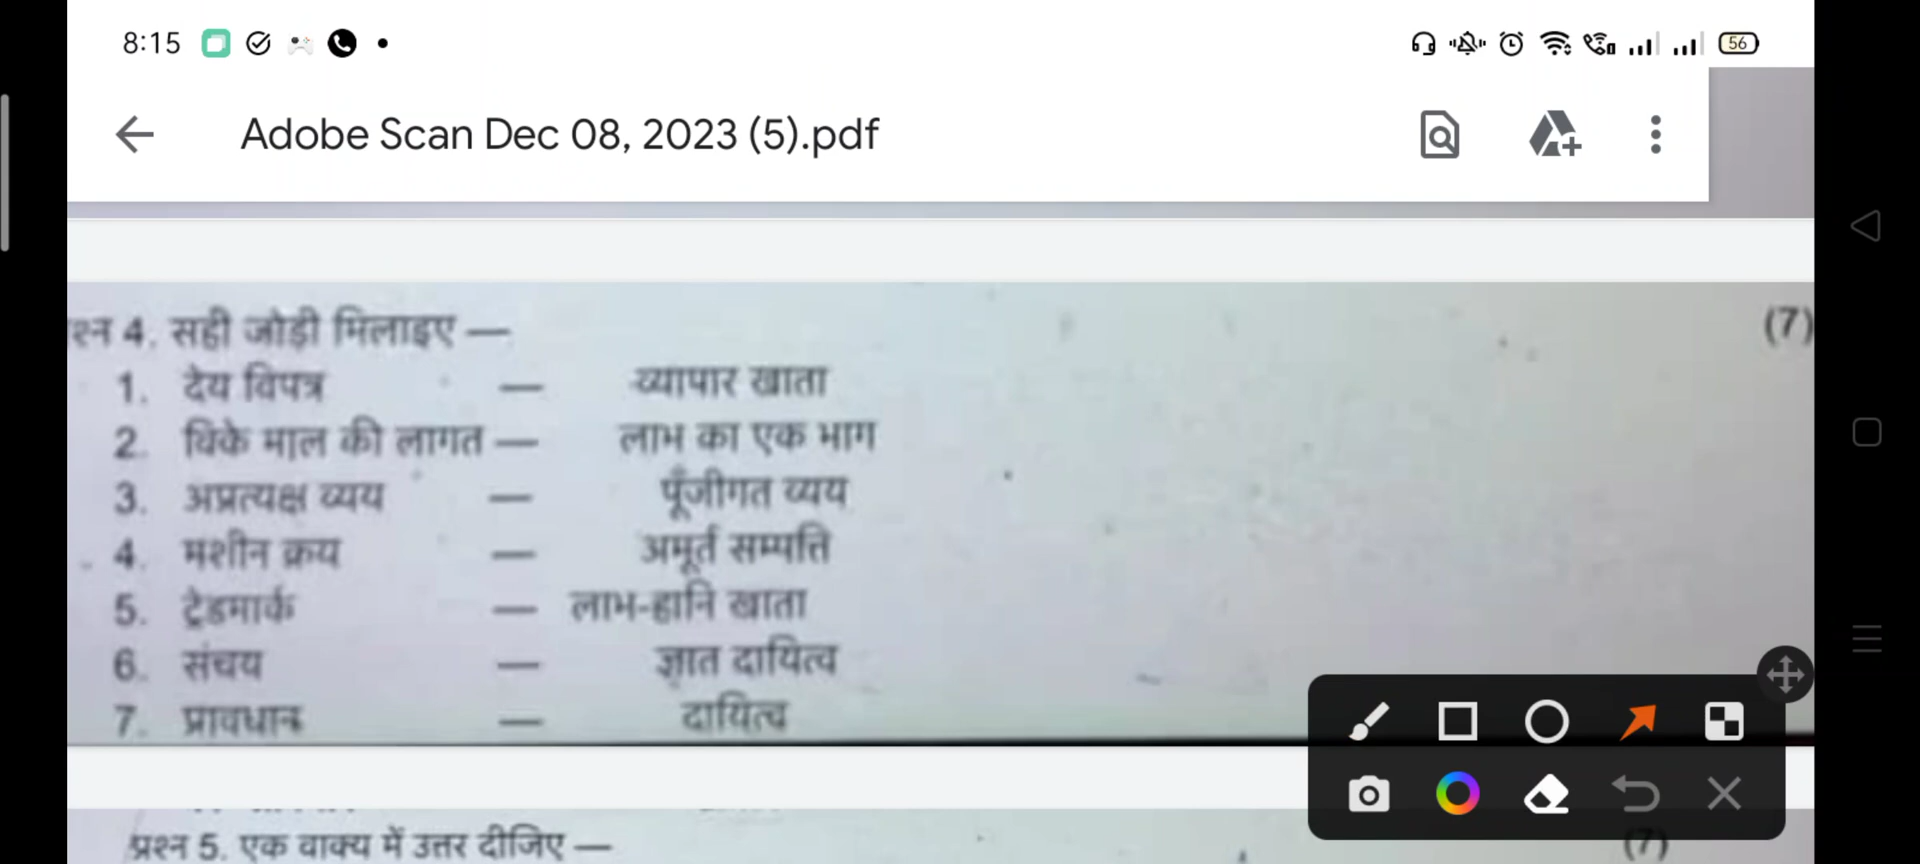 8:15
56
Adobe Scan Dec 08, 2023 (5).pdf
श्न 4. सही जोड़ी मिलाइए — (7)
1. देय विपत्र — व्यापार खाता
2. विके माल की लागत — लाभ का एक भाग
3. अप्रत्यक्ष व्यय — पूँजीगत व्यय
4. मशीन क्रय — अमूर्त सम्पत्ति
5. ट्रेडमार्क — लाभ-हानि खाता
6. संचय — ज्ञात दायित्व
7. प्रावधान — दायित्व
प्रश्न 5. एक वाक्य में उत्तर दीजिए — (7)